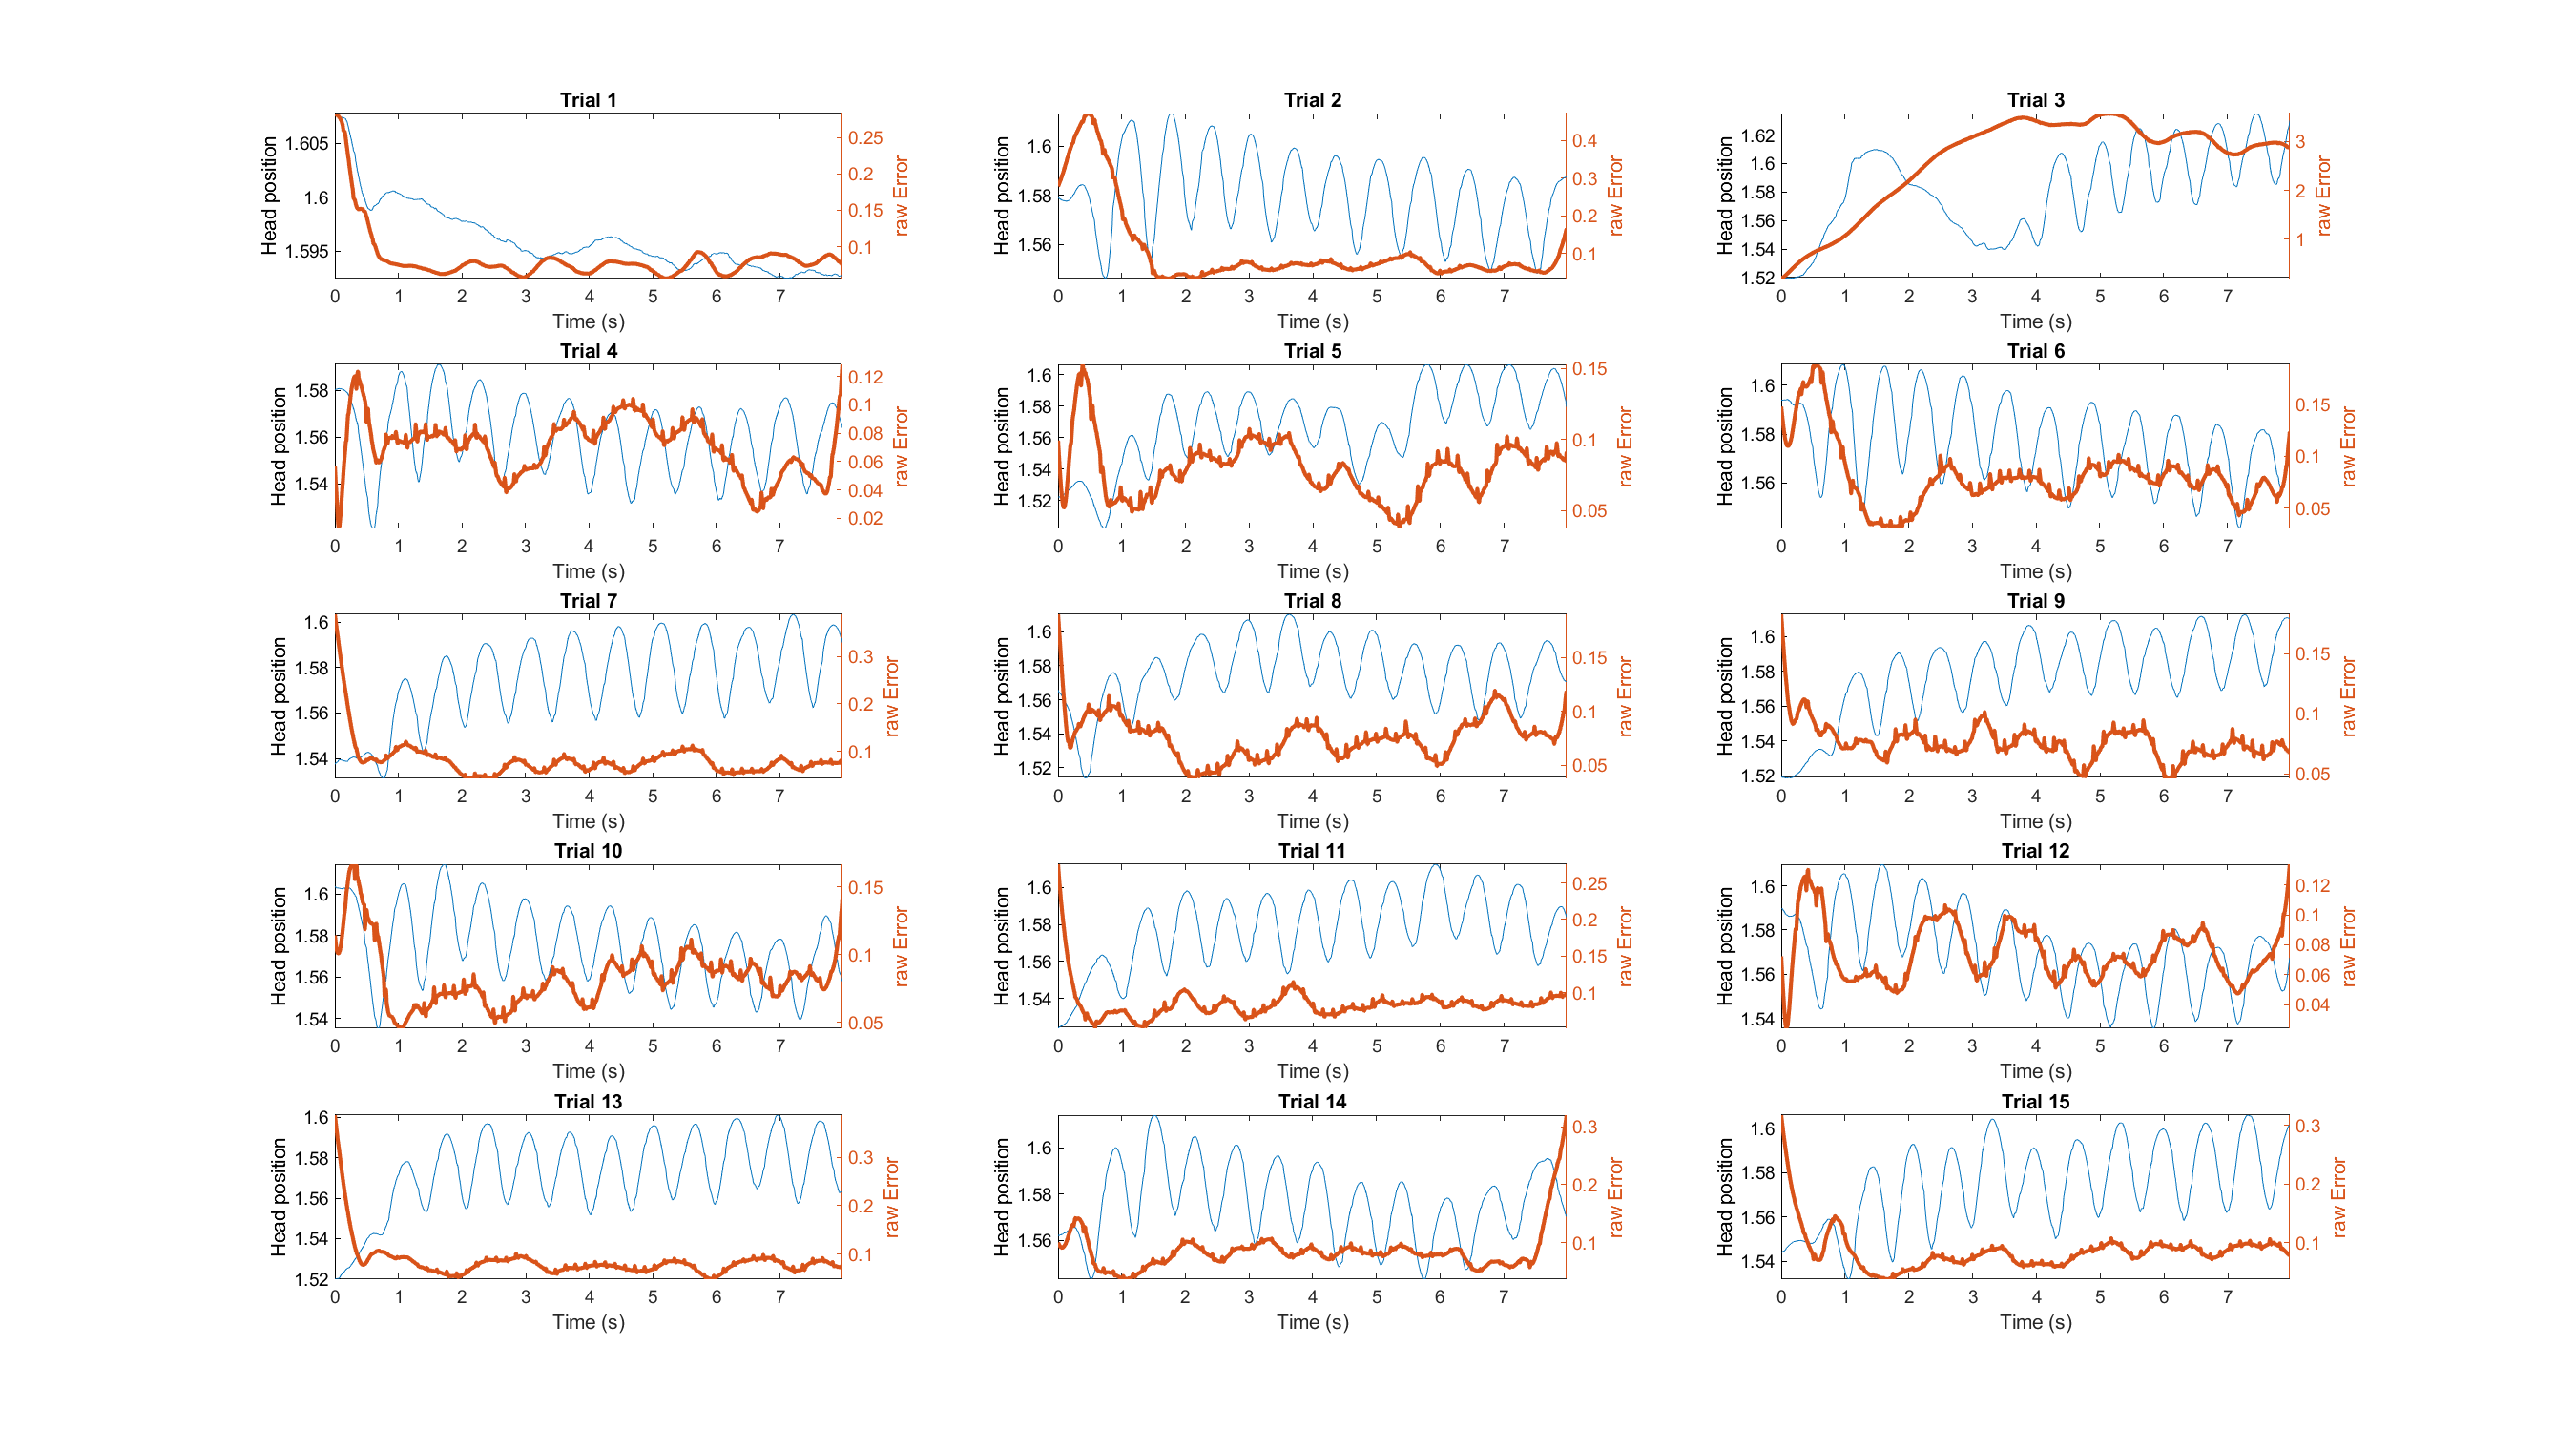 Trial 1
Head position
1.605
1.6
1.595
0.25
0.2
0.15
0.1
raw Error
0 1 2 3 4 5 6 7
Time (s)
Trial 2
Head position
1.6
1.58
1.56
0.4
0.3
0.2
0.1
raw Error
0 1 2 3 4 5 6 7
Time (s)
Trial 3
Head position
1.62
1.6
1.58
1.56
1.54
1.52
3
2
1
raw Error
0 1 2 3 4 5 6 7
Time (s)
Trial 4
Head position
1.58
1.56
1.54
0.12
0.1
0.08
0.06
0.04
0.02
raw Error
0 1 2 3 4 5 6 7
Time (s)
Trial 5
Head position
1.6
1.58
1.56
1.54
1.52
0.15
0.1
0.05
raw Error
0 1 2 3 4 5 6 7
Time (s)
Trial 6
Head position
1.6
1.58
1.56
0.15
0.1
0.05
raw Error
0 1 2 3 4 5 6 7
Time (s)
Trial 7
Head position
1.6
1.58
1.56
1.54
0.3
0.2
0.1
raw Error
0 1 2 3 4 5 6 7
Time (s)
Trial 8
Head position
1.6
1.58
1.56
1.54
1.52
0.15
0.1
0.05
raw Error
0 1 2 3 4 5 6 7
Time (s)
Trial 9
Head position
1.6
1.58
1.56
1.54
1.52
0.15
0.1
0.05
raw Error
0 1 2 3 4 5 6 7
Time (s)
Trial 10
Head position
1.6
1.58
1.56
1.54
0.15
0.1
0.05
raw Error
0 1 2 3 4 5 6 7
Time (s)
Trial 11
Head position
1.6
1.58
1.56
1.54
0.25
0.2
0.15
0.1
raw Error
0 1 2 3 4 5 6 7
Time (s)
Trial 12
Head position
1.6
1.58
1.56
1.54
0.12
0.1
0.08
0.06
0.04
raw Error
0 1 2 3 4 5 6 7
Time (s)
Trial 13
Head position
1.6
1.58
1.56
1.54
1.52
0.3
0.2
0.1
raw Error
0 1 2 3 4 5 6 7
Time (s)
Trial 14
Head position
1.6
1.58
1.56
0.3
0.2
0.1
raw Error
0 1 2 3 4 5 6 7
Time (s)
Trial 15
Head position
1.6
1.58
1.56
1.54
0.3
0.2
0.1
raw Error
0 1 2 3 4 5 6 7
Time (s)